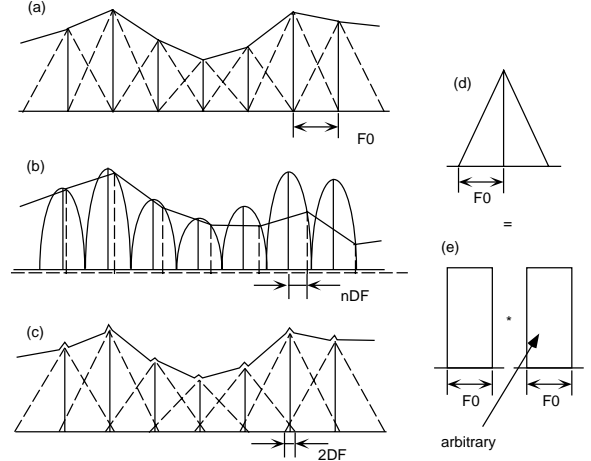 (a)
F0
(b)
nDF
(c)
2DF
(d)
F0
=
(e)
*
F0 F0
arbitrary